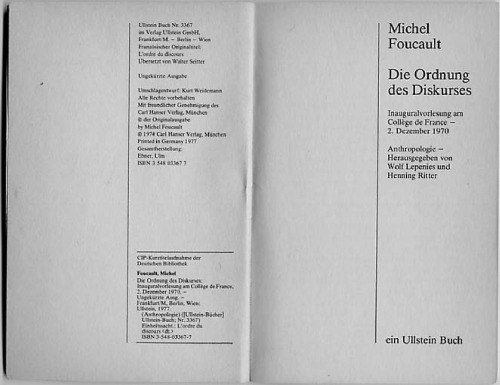 Ullstein Buch Nr. 3367
im Verlag Ullstein GmbH,
Frankfurt/M. – Berlin – Wien
Französischer Originaltitel:
L'ordre du discours
Übersetzt von Walter Seitter
Ungekürzte Ausgabe
Umschlagentwurf: Kurt Weidemann
Alle Rechte vorbehalten
Mit freundlicher Genehmigung des
Carl Hanser Verlag, München
© der Originalausgabe
by Michel Foucault
© 1974 Carl Hanser Verlag, München
Printed in Germany 1977
Gesamtherstellung:
Ebner, Ulm
ISBN 3 548 03367 7
CIP-Kurztitelaufnahme der
Deutschen Bibliothek
Foucault, Michel
Die Ordnung des Diskurses:
Inauguralvorlesung am Collège de France,
2. Dezember 1970. –
Ungekürzte Ausg. –
Frankfurt/M, Berlin, Wien:
Ullstein, 1977.
(Anthropologie) ([Ullstein-Bücher]
Ullstein-Buch; Nr. 3367)
Einheitssacht.: L'ordre du
discours <dt.>
ISBN 3-548-03367-7
Michel
Foucault
Die Ordnung
des Diskurses
Inauguralvorlesung am
Collège de France –
2. Dezember 1970
Anthropologie –
Herausgegeben von
Wolf Lepenies und
Henning Ritter
ein Ullstein Buch